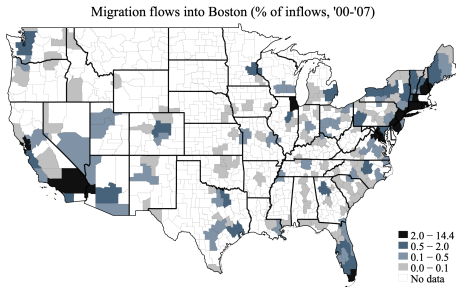 Migration flows into Boston (% of inflows, '00-'07)
2.0 − 14.4
0.5 − 2.0
0.1 − 0.5
0.0 − 0.1
No data